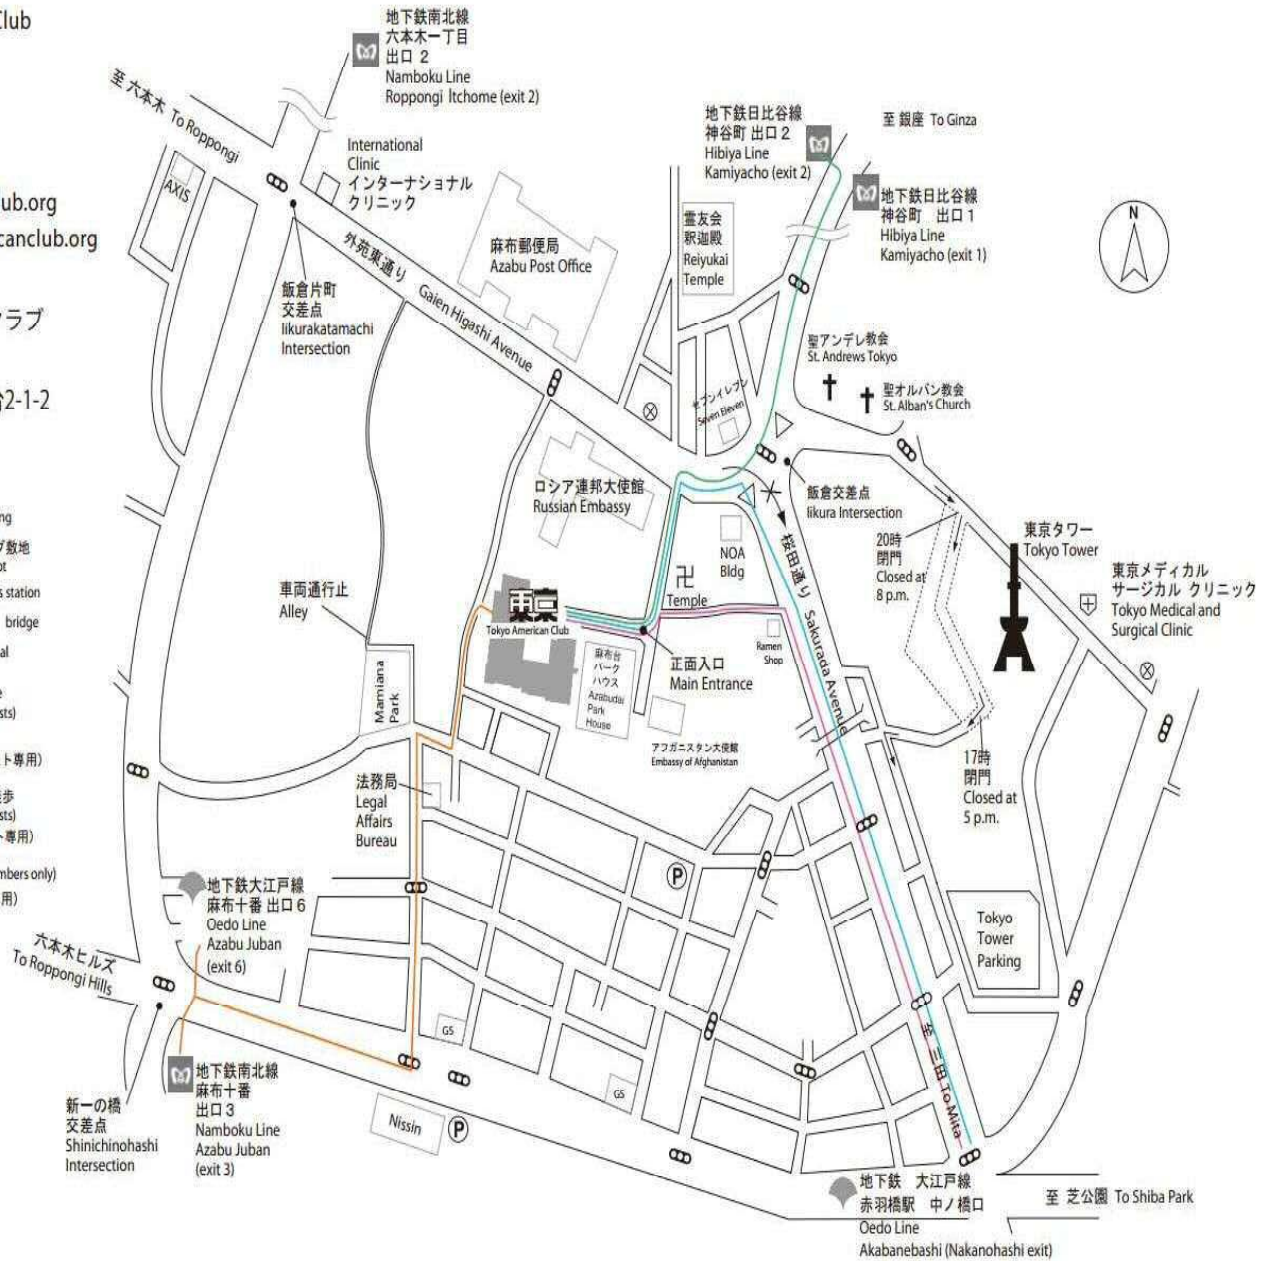 Club
ub.org
canclub.org
ラブ
台2-1-2
ng
ブ敷地
ot
s station
bridge
al
e
sts)
ト専用)
歩
sts)
ト専用)
mbers only)
用)
地下鉄南北線
六本木一丁目
出口 2
Namboku Line
Roppongi Itchome (exit 2)
至 六本木 To Roppongi
AXIS
International
Clinic
インターナショナル
クリニック
地下鉄日比谷線
神谷町 出口 2
Hibiya Line
Kamiyacho (exit 2)
至 銀座 To Ginza
地下鉄日比谷線
神谷町 出口 1
Hibiya Line
Kamiyacho (exit 1)
N
霊友会
釈迦殿
Reiyukai
Temple
麻布郵便局
Azabu Post Office
外苑東通り Gaien Higashi Avenue
飯倉片町
交差点
Iikurakatamachi
Intersection
聖アンデレ教会
St. Andrews Tokyo
聖オルバン教会
St. Alban's Church
セブンイレブン
Seven Eleven
ロシア連邦大使館
Russian Embassy
飯倉交差点
Iikura Intersection
NOA
Bldg
20時
閉門
Closed at
8 p.m.
東京タワー
Tokyo Tower
東京メディカル
サージカル クリニック
Tokyo Medical and
Surgical Clinic
車両通行止
Alley
卍
Temple
桜田通り Sakurada Avenue
東京
Tokyo American Club
Ramen
Shop
正面入口
Main Entrance
麻布台
パーク
ハウス
Azabudai
Park
House
Mamiana
Park
アフガニスタン大使館
Embassy of Afghanistan
17時
閉門
Closed at
5 p.m.
法務局
Legal
Affairs
Bureau
P
地下鉄大江戸線
麻布十番 出口 6
Oedo Line
Azabu Juban
(exit 6)
六本木ヒルズ
To Roppongi Hills
Tokyo
Tower
Parking
GS
GS
至 三田 To Mita
地下鉄南北線
麻布十番
出口 3
Namboku Line
Azabu Juban
(exit 3)
新一の橋
交差点
Shinichinohashi
Intersection
Nissin
P
地下鉄 大江戸線
赤羽橋駅 中ノ橋口
Oedo Line
Akabanebashi (Nakanohashi exit)
至 芝公園 To Shiba Park